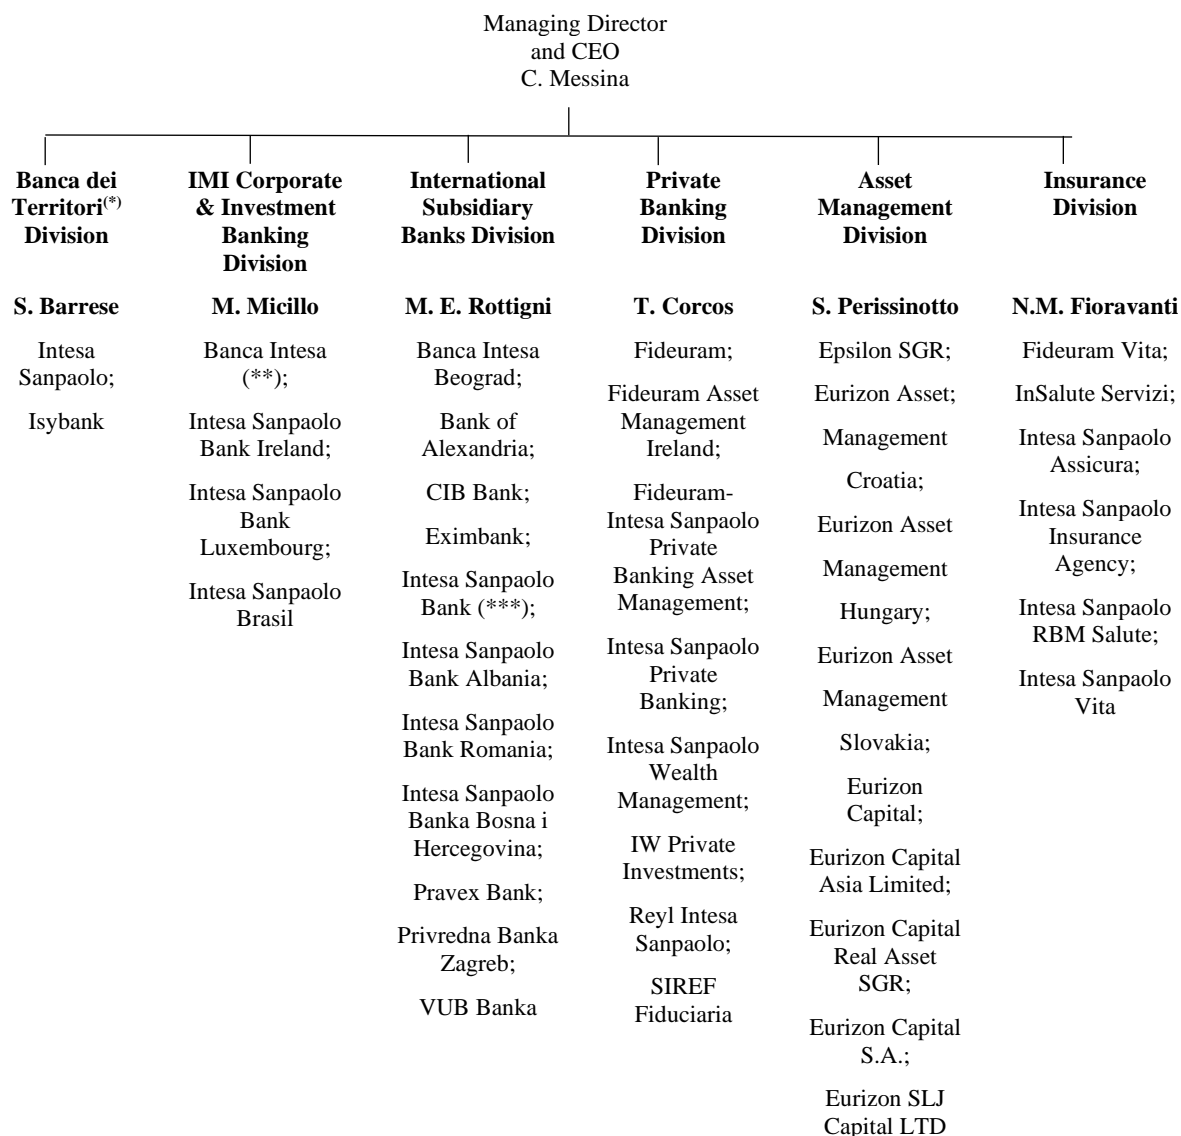 Managing Director
and CEO
C. Messina
Banca dei
Territori(*)
Division
IMI Corporate
& Investment
Banking
Division
International
Subsidiary
Banks Division
Private
Banking
Division
Asset
Management
Division
Insurance
Division
S. Barrese
M. Micillo
M. E. Rottigni
T. Corcos
S. Perissinotto
N.M. Fioravanti
Intesa
Sanpaolo;
Isybank
Banca Intesa
(**);
Intesa Sanpaolo
Bank Ireland;
Intesa Sanpaolo
Bank
Luxembourg;
Intesa Sanpaolo
Brasil
Banca Intesa
Beograd;
Bank of
Alexandria;
CIB Bank;
Eximbank;
Intesa Sanpaolo
Bank (***);
Intesa Sanpaolo
Bank Albania;
Intesa Sanpaolo
Bank Romania;
Intesa Sanpaolo
Banka Bosna i
Hercegovina;
Pravex Bank;
Privredna Banka
Zagreb;
VUB Banka
Fideuram;
Fideuram Asset
Management
Ireland;
Fideuram-
Intesa Sanpaolo
Private
Banking Asset
Management;
Intesa Sanpaolo
Private
Banking;
Intesa Sanpaolo
Wealth
Management;
IW Private
Investments;
Reyl Intesa
Sanpaolo;
SIREF
Fiduciaria
Epsilon SGR;
Eurizon Asset;
Management
Croatia;
Eurizon Asset
Management
Hungary;
Eurizon Asset
Management
Slovakia;
Eurizon
Capital;
Eurizon Capital
Asia Limited;
Eurizon Capital
Real Asset
SGR;
Eurizon Capital
S.A.;
Eurizon SLJ
Capital LTD
Fideuram Vita;
InSalute Servizi;
Intesa Sanpaolo
Assicura;
Intesa Sanpaolo
Insurance
Agency;
Intesa Sanpaolo
RBM Salute;
Intesa Sanpaolo
Vita